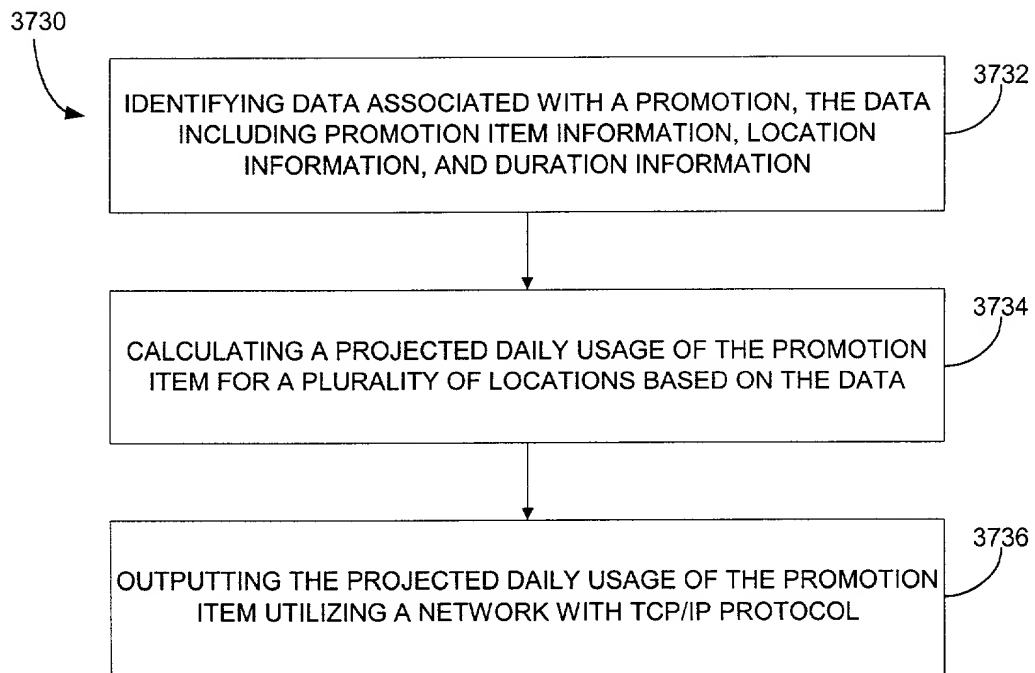 3730
3732
IDENTIFYING DATA ASSOCIATED WITH A PROMOTION, THE DATA
INCLUDING PROMOTION ITEM INFORMATION, LOCATION
INFORMATION, AND DURATION INFORMATION
3734
CALCULATING A PROJECTED DAILY USAGE OF THE PROMOTION
ITEM FOR A PLURALITY OF LOCATIONS BASED ON THE DATA
3736
OUTPUTTING THE PROJECTED DAILY USAGE OF THE PROMOTION
ITEM UTILIZING A NETWORK WITH TCP/IP PROTOCOL